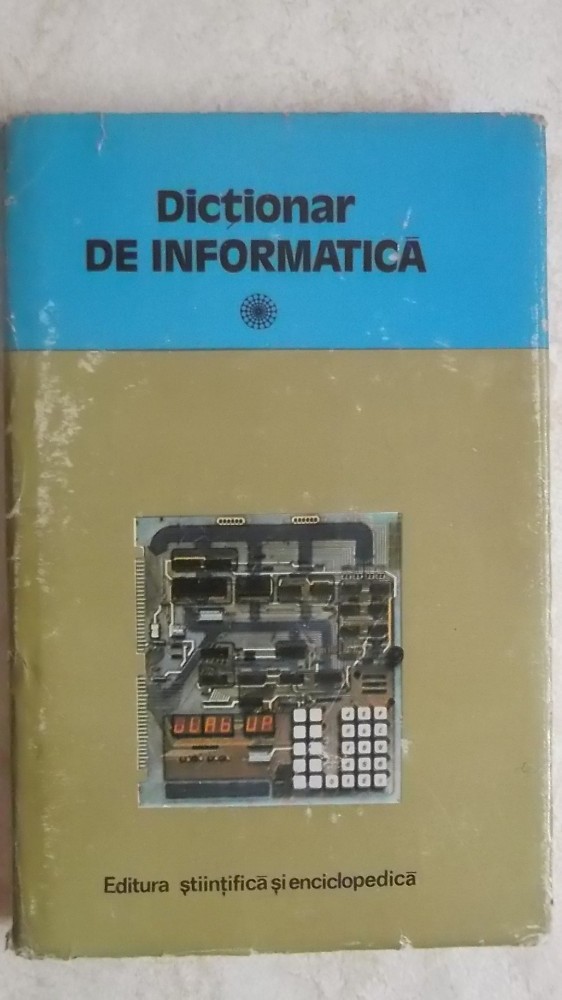 Dicționar
DE INFORMATICĂ
Editura științifică și enciclopedică